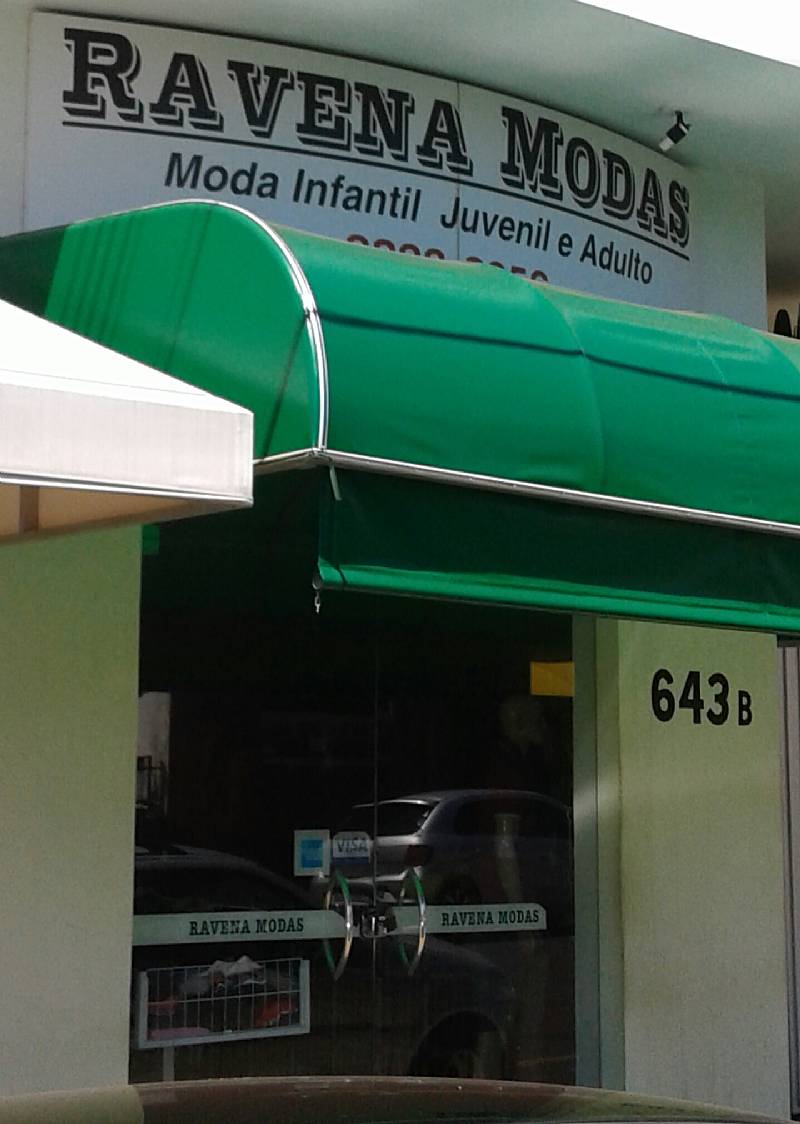 RAVENA MODAS
Moda Infantil Juvenil e Adulto
643 B
VISA
RAVENA MODAS RAVENA MODAS